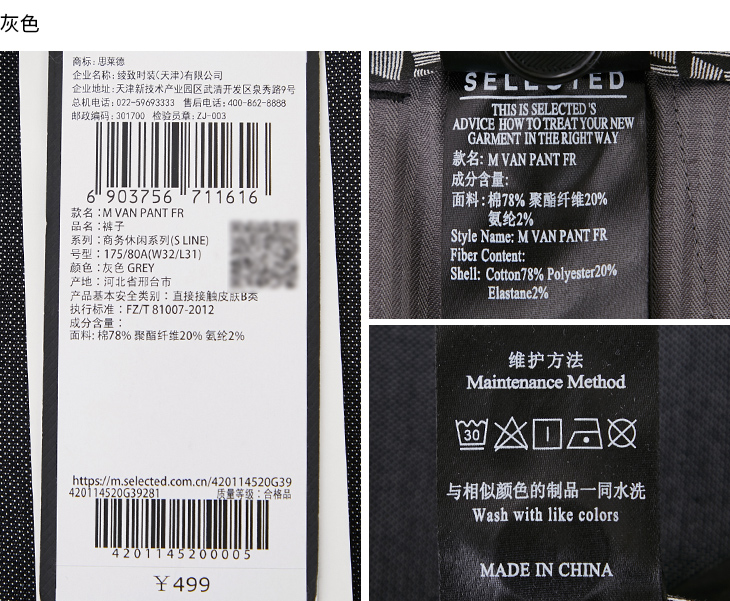 灰色
商标: 思莱德
企业名称: 绫致时装(天津)有限公司
企业地址: 天津新技术产业园区武清开发区泉秀路9号
总机电话: 022-59693333 售后电话: 400-862-8888
邮政编码: 301700 检验员章: ZJ-003
6 903756 711616
款名: M VAN PANT FR
品名: 裤子
系列: 商务休闲系列(S LINE)
号型: 175/80A(W32/L31)
颜色: 灰色 GREY
产地: 河北省邢台市
产品基本安全类别: 直接接触皮肤B类
执行标准: FZ/T 81007-2012
成分含量:
面料: 棉78% 聚酯纤维20% 氨纶2%
https://m.selected.com.cn/420114520G39
420114520G39281 质量等级: 合格品
4201145200005
¥499
SELECTED
THIS IS SELECTED'S
ADVICE HOW TO TREAT YOUR NEW
GARMENT IN THE RIGHT WAY
款名: M VAN PANT FR
成分含量:
面料: 棉78% 聚酯纤维20%
氨纶2%
Style Name: M VAN PANT FR
Fiber Content:
Shell: Cotton78% Polyester20%
Elastane2%
维护方法
Maintenance Method
30
与相似颜色的制品一同水洗
Wash with like colors
MADE IN CHINA